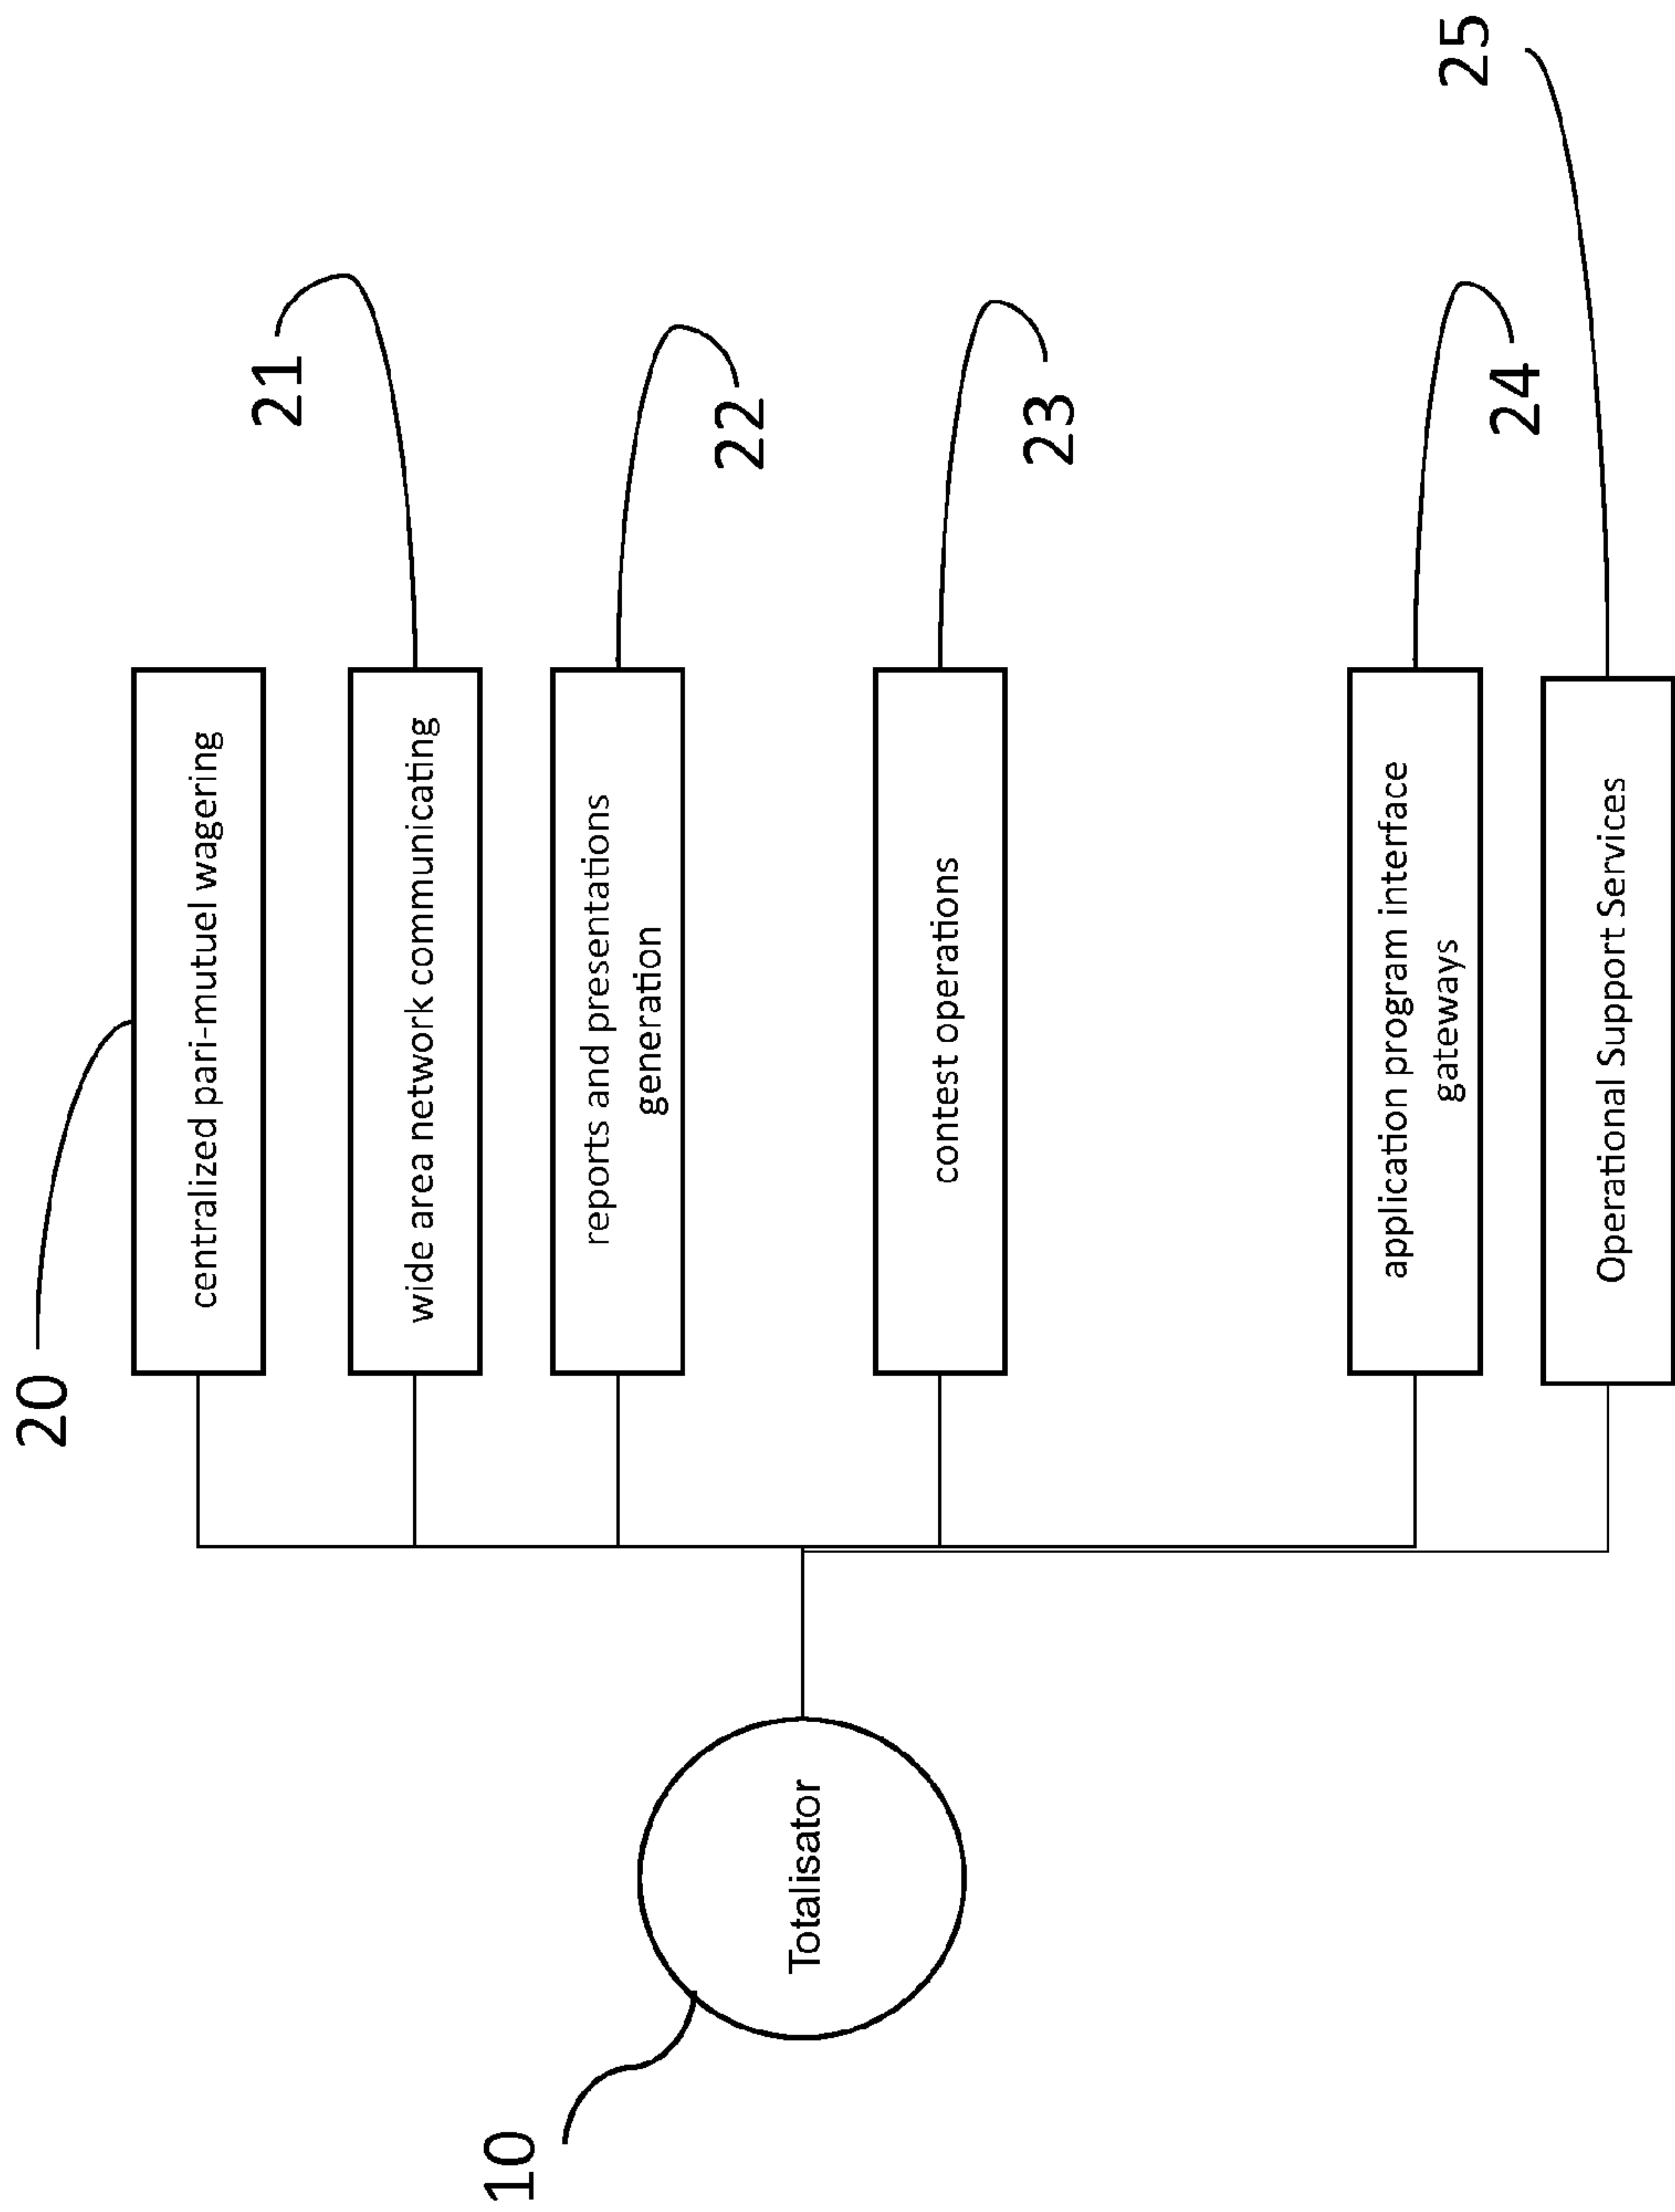 20
centralized pari-mutuel wagering
21
wide area network communicating
reports and presentations
generation
22
10
Totalisator
contest operations
23
application program interface
gateways
24
Operational Support Services
25